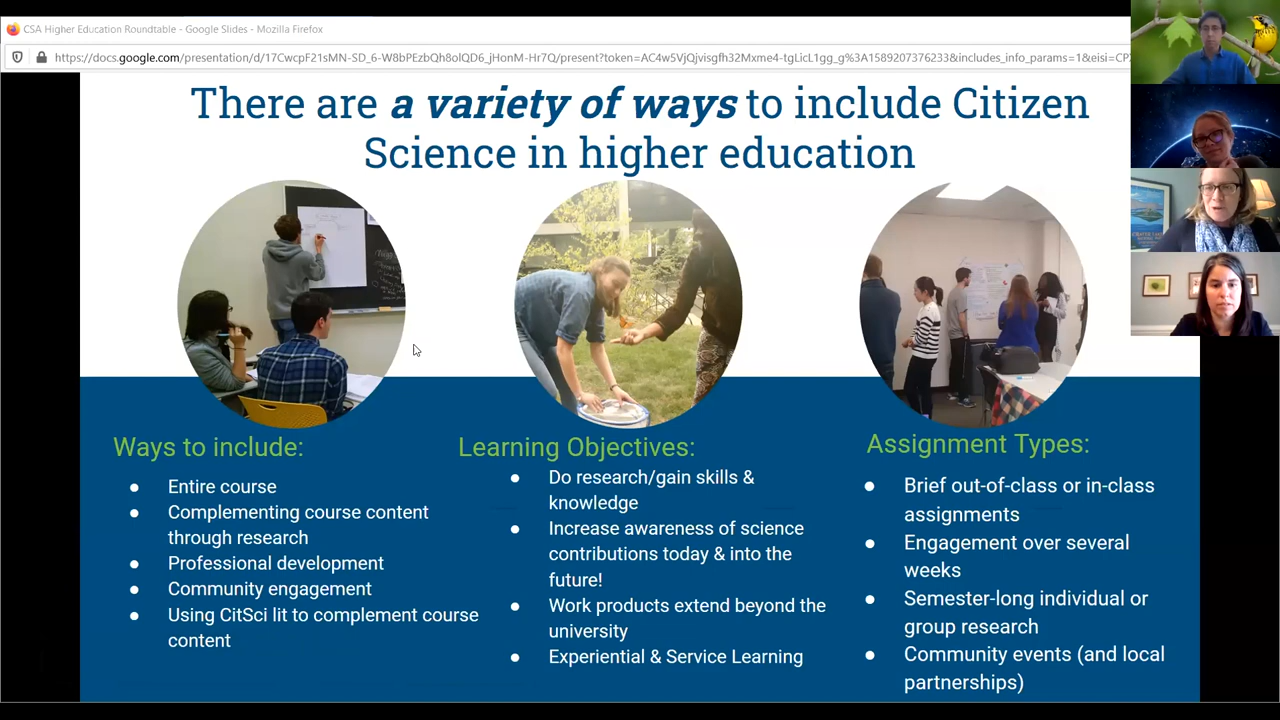 CSA Higher Education Roundtable - Google Slides - Mozilla Firefox
There are a variety of ways to include Citizen
Science in higher education
Ways to include:
Entire course
Complementing course content
through research
Professional development
Community engagement
Using CitSci lit to complement course
content
Learning Objectives:
Do research/gain skills &
knowledge
Increase awareness of science
contributions today & into the
future!
Work products extend beyond the
university
Experiential & Service Learning
Assignment Types:
Brief out-of-class or in-class
assignments
Engagement over several
weeks
Semester-long individual or
group research
Community events (and local
partnerships)